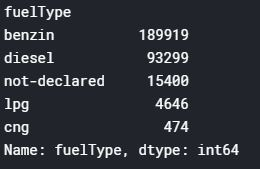 fuelType
benzin 189919
diesel 93299
not-declared 15400
lpg 4646
cng 474
Name: fuelType, dtype: int64